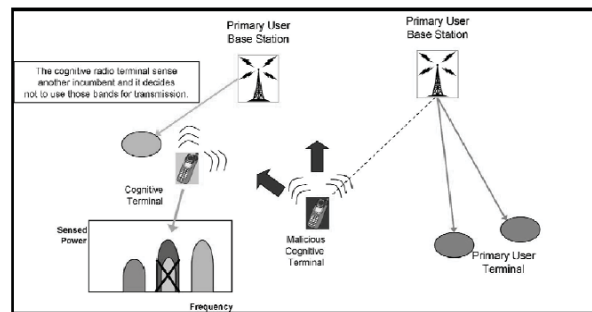 Primary User
Base Station
Primary User
Base Station
The cognitive radio terminal sense
another incumbent and it decides
not to use those bands for transmission.
Cognitive
Terminal
Malicious
Cognitive
Terminal
Primary User
Terminal
Sensed
Power
Frequency